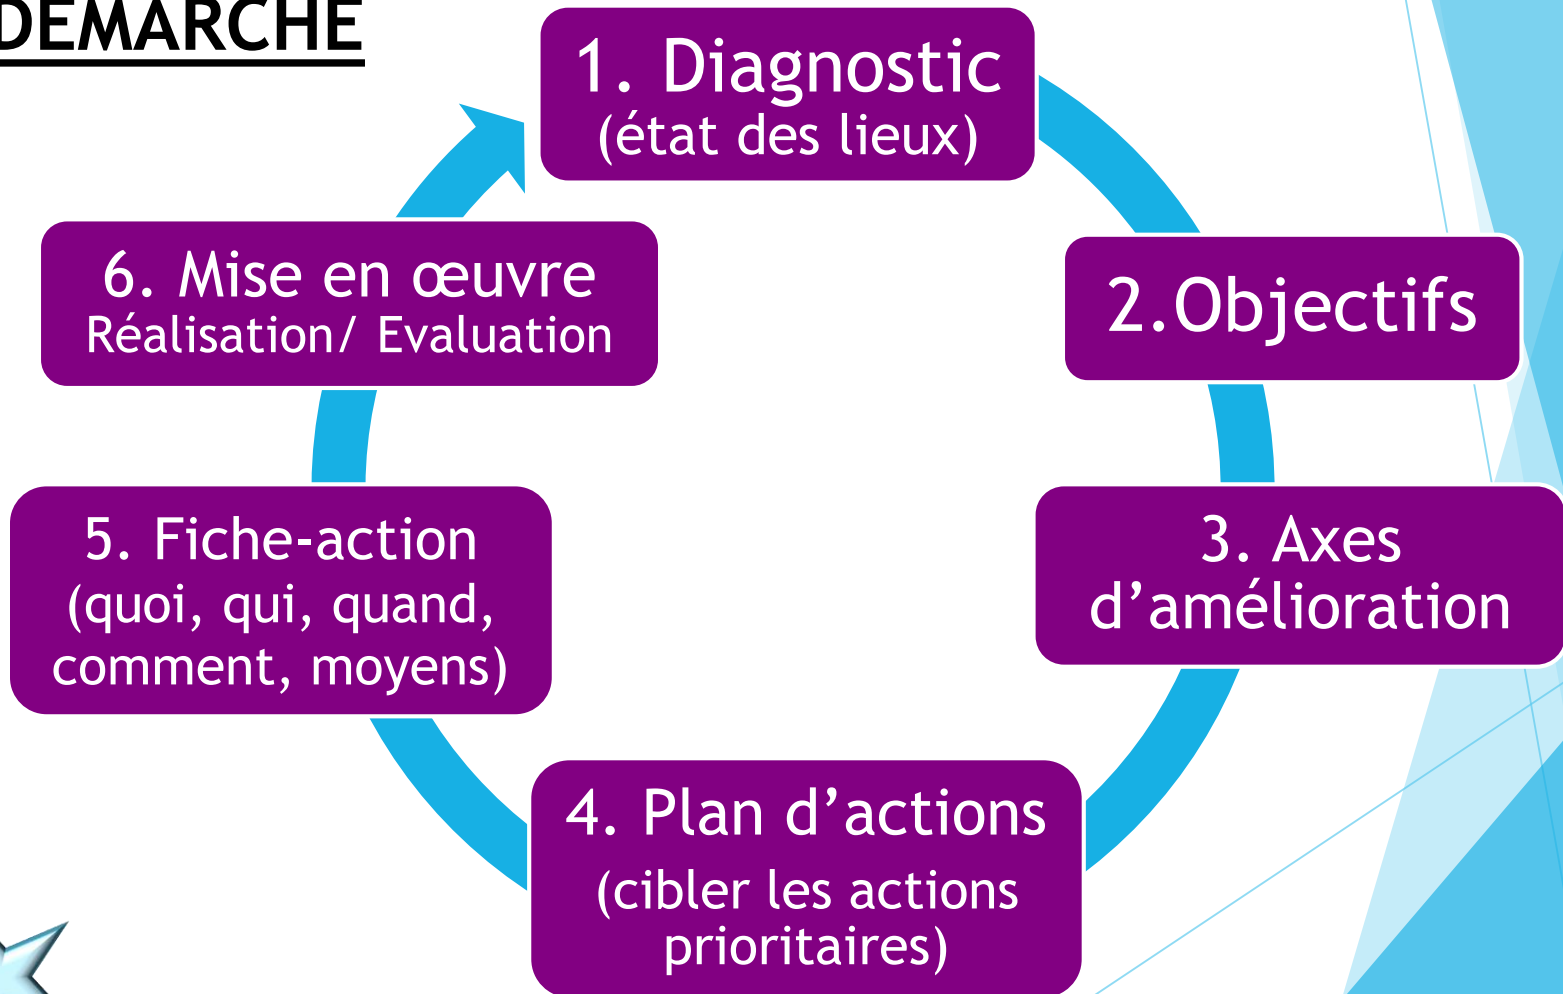 DEMARCHE
1. Diagnostic
(état des lieux)
2.Objectifs
3. Axes
d’amélioration
4. Plan d’actions
(cibler les actions
prioritaires)
5. Fiche-action
(quoi, qui, quand,
comment, moyens)
6. Mise en œuvre
Réalisation/ Evaluation